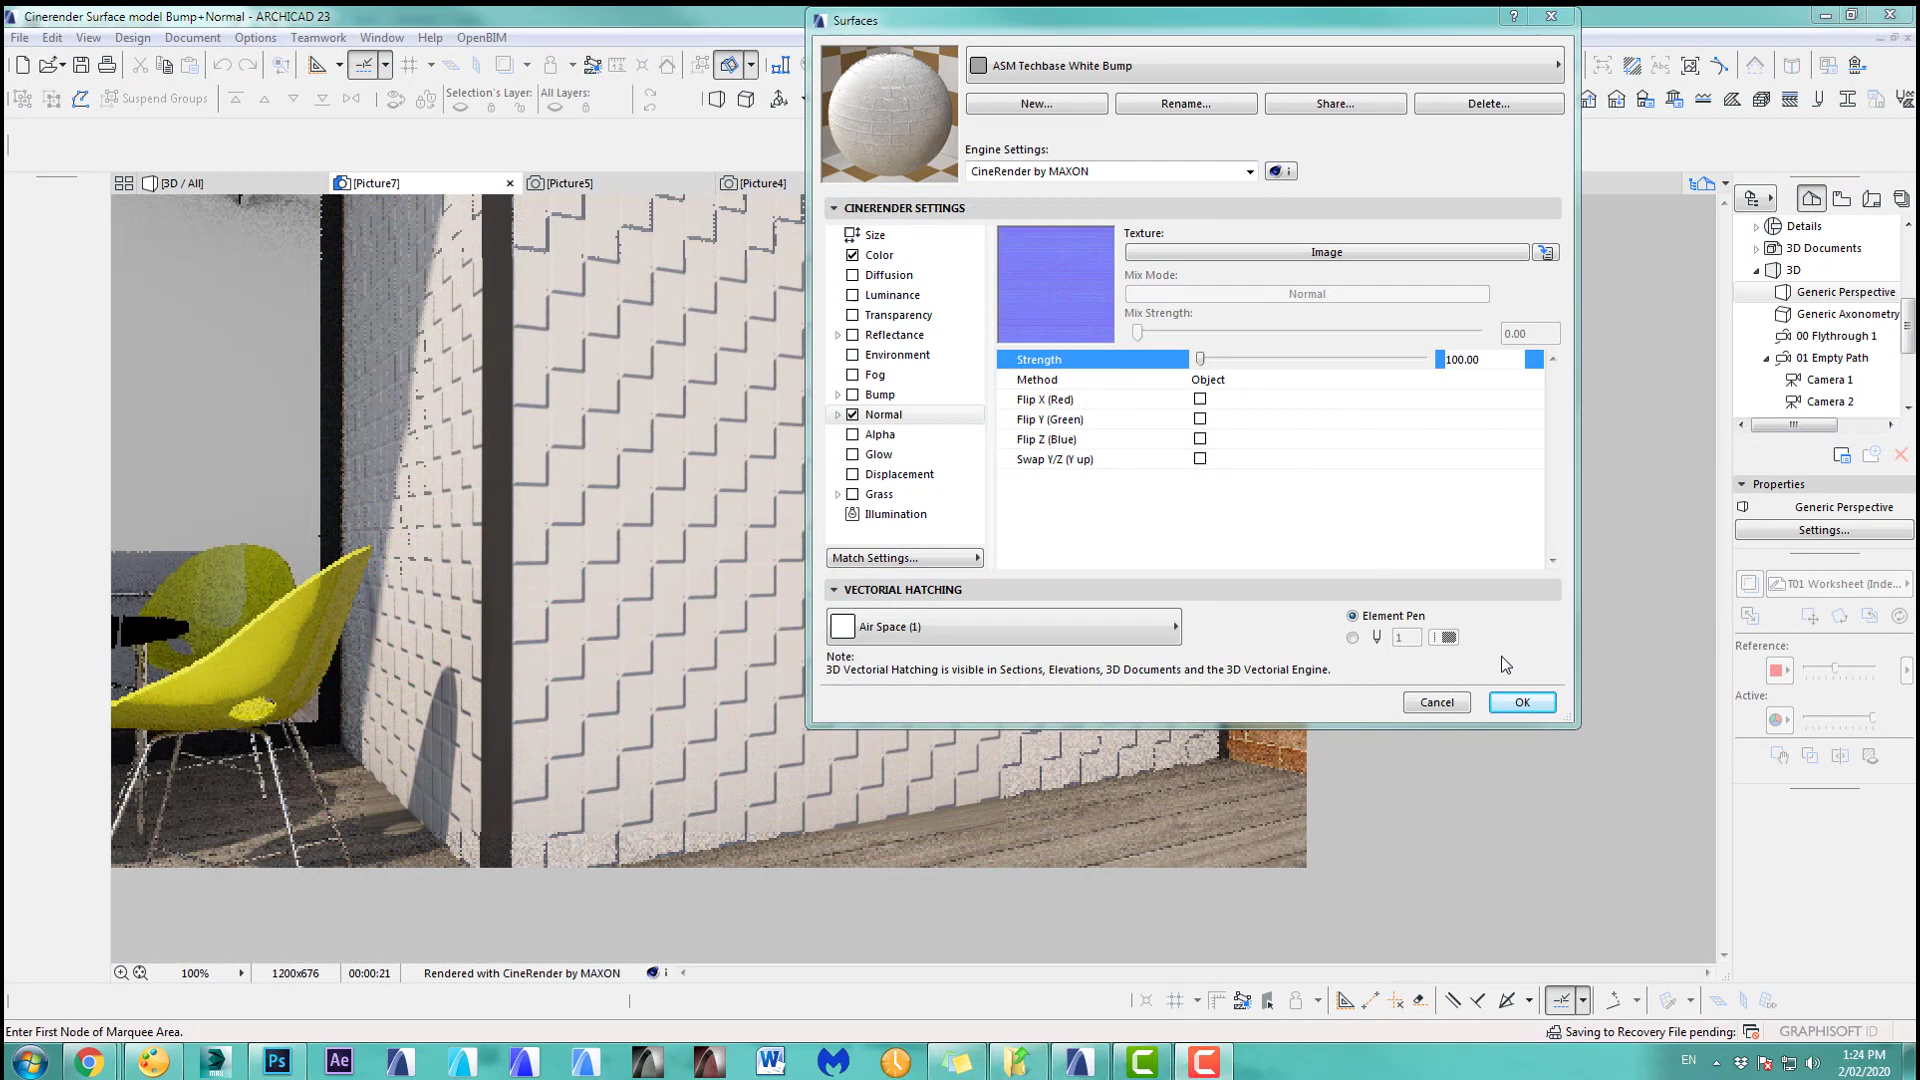 Cinerender Surface model Bump+Normal - ARCHICAD 23
File Edit View Design Document Options Teamwork Window Help OpenBIM
Suspend Groups
Selection's Layer:
All Layers:
[3D / All]
[Picture7]
[Picture5]
[Picture4]
Surfaces
ASM Techbase White Bump
New...
Rename...
Share...
Delete...
Engine Settings:
CineRender by MAXON
i
CINERENDER SETTINGS
Size
Color
Diffusion
Luminance
Transparency
Reflectance
Environment
Fog
Bump
Normal
Alpha
Glow
Displacement
Grass
Illumination
Match Settings...
Texture:
Image
Mix Mode:
Normal
Mix Strength:
0.00
Strength 100.00
Method Object
Flip X (Red)
Flip Y (Green)
Flip Z (Blue)
Swap Y/Z (Y up)
VECTORIAL HATCHING
Air Space (1)
Element Pen
1
Note:
3D Vectorial Hatching is visible in Sections, Elevations, 3D Documents and the 3D Vectorial Engine.
Cancel
OK
Details
3D Documents
3D
Generic Perspective
Generic Axonometry
00 Flythrough 1
01 Empty Path
Camera 1
Camera 2
Properties
Generic Perspective
Settings...
T01 Worksheet (Inde...
Reference:
Active:
100%
1200x676
00:00:21
Rendered with CineRender by MAXON
i
Enter First Node of Marquee Area.
Saving to Recovery File pending:
GRAPHISOFT ID
MAX
Ps
Ae
W
C
C
EN
1:24 PM
2/02/2020